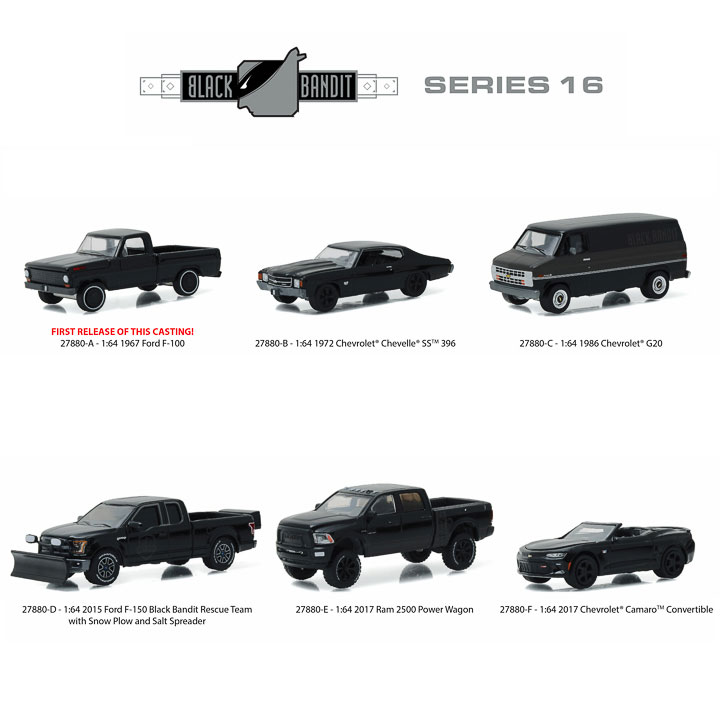 BLACK BANDIT SERIES 16
BLACK BANDIT
FIRST RELEASE OF THIS CASTING!
27880-A - 1:64 1967 Ford F-100
27880-B - 1:64 1972 Chevrolet® Chevelle® SS™ 396
27880-C - 1:64 1986 Chevrolet® G20
27880-D - 1:64 2015 Ford F-150 Black Bandit Rescue Team
with Snow Plow and Salt Spreader
27880-E - 1:64 2017 Ram 2500 Power Wagon
27880-F - 1:64 2017 Chevrolet® Camaro™ Convertible